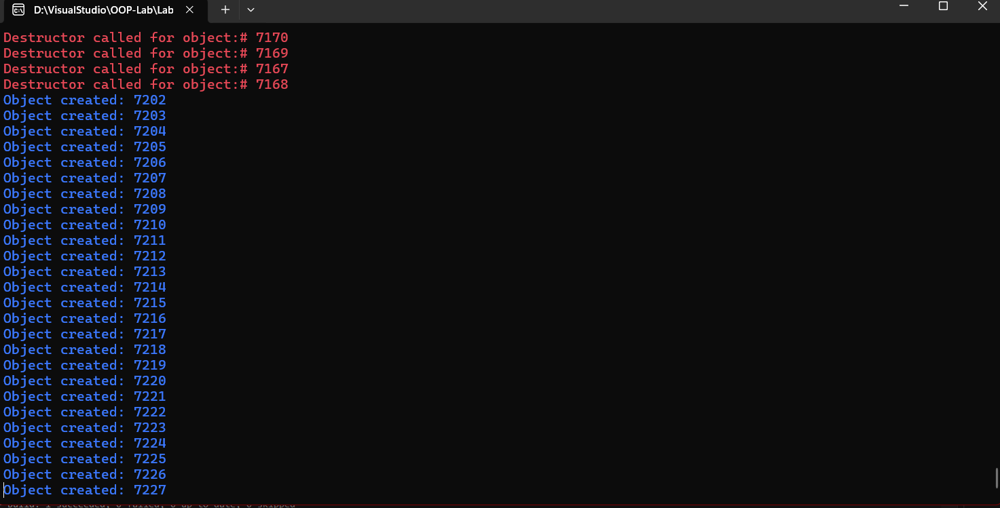 D:\VisualStudio\OOP-Lab\Lab
Destructor called for object:# 7170
Destructor called for object:# 7169
Destructor called for object:# 7167
Destructor called for object:# 7168
Object created: 7202
Object created: 7203
Object created: 7204
Object created: 7205
Object created: 7206
Object created: 7207
Object created: 7208
Object created: 7209
Object created: 7210
Object created: 7211
Object created: 7212
Object created: 7213
Object created: 7214
Object created: 7215
Object created: 7216
Object created: 7217
Object created: 7218
Object created: 7219
Object created: 7220
Object created: 7221
Object created: 7222
Object created: 7223
Object created: 7224
Object created: 7225
Object created: 7226
Object created: 7227